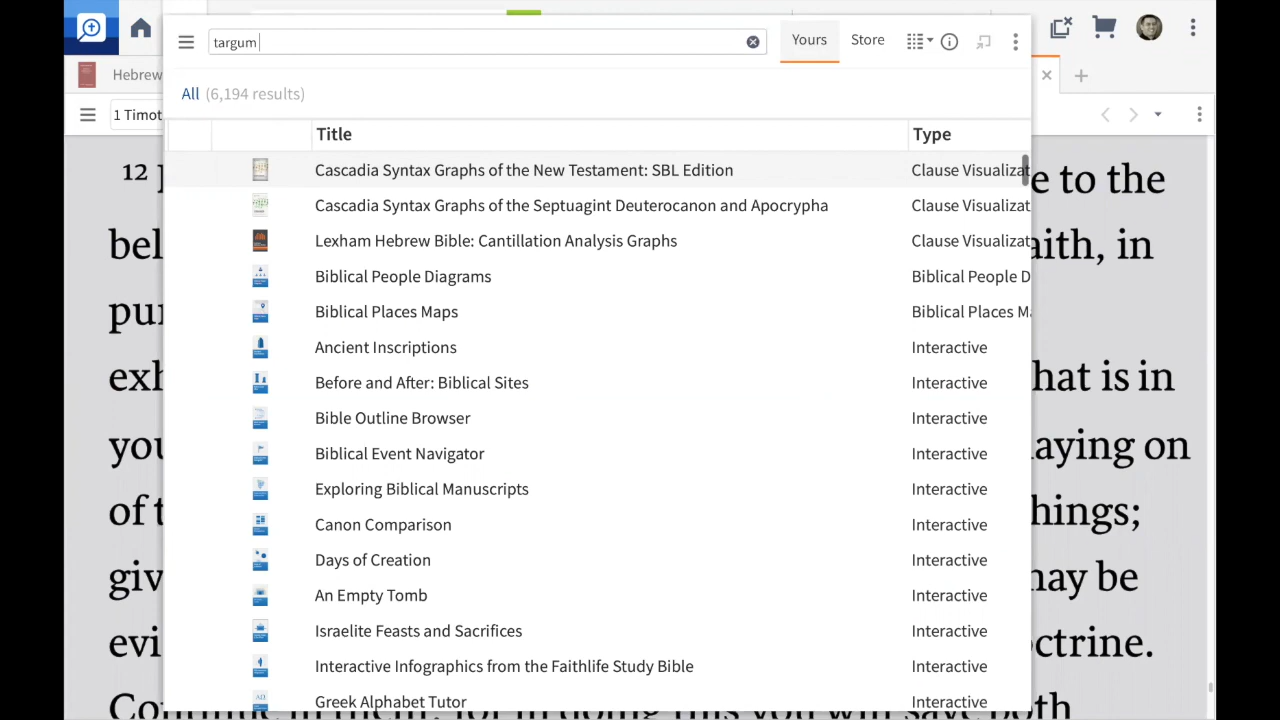 targum
Yours
Store
Hebrew
All (6,194 results)
1 Timot
Title
Type
Cascadia Syntax Graphs of the New Testament: SBL Edition
Clause Visualizat
Cascadia Syntax Graphs of the Septuagint Deuterocanon and Apocrypha
Clause Visualizat
Lexham Hebrew Bible: Cantillation Analysis Graphs
Clause Visualizat
Biblical People Diagrams
Biblical People D
Biblical Places Maps
Biblical Places Ma
Ancient Inscriptions
Interactive
Before and After: Biblical Sites
Interactive
Bible Outline Browser
Interactive
Biblical Event Navigator
Interactive
Exploring Biblical Manuscripts
Interactive
Canon Comparison
Interactive
Days of Creation
Interactive
An Empty Tomb
Interactive
Israelite Feasts and Sacrifices
Interactive
Interactive Infographics from the Faithlife Study Bible
Interactive
Greek Alphabet Tutor
Interactive
12
e to the
bel
aith, in
pur
exh
hat is in
you
aying on
of t
hings;
giv
nay be
evi
octrine.